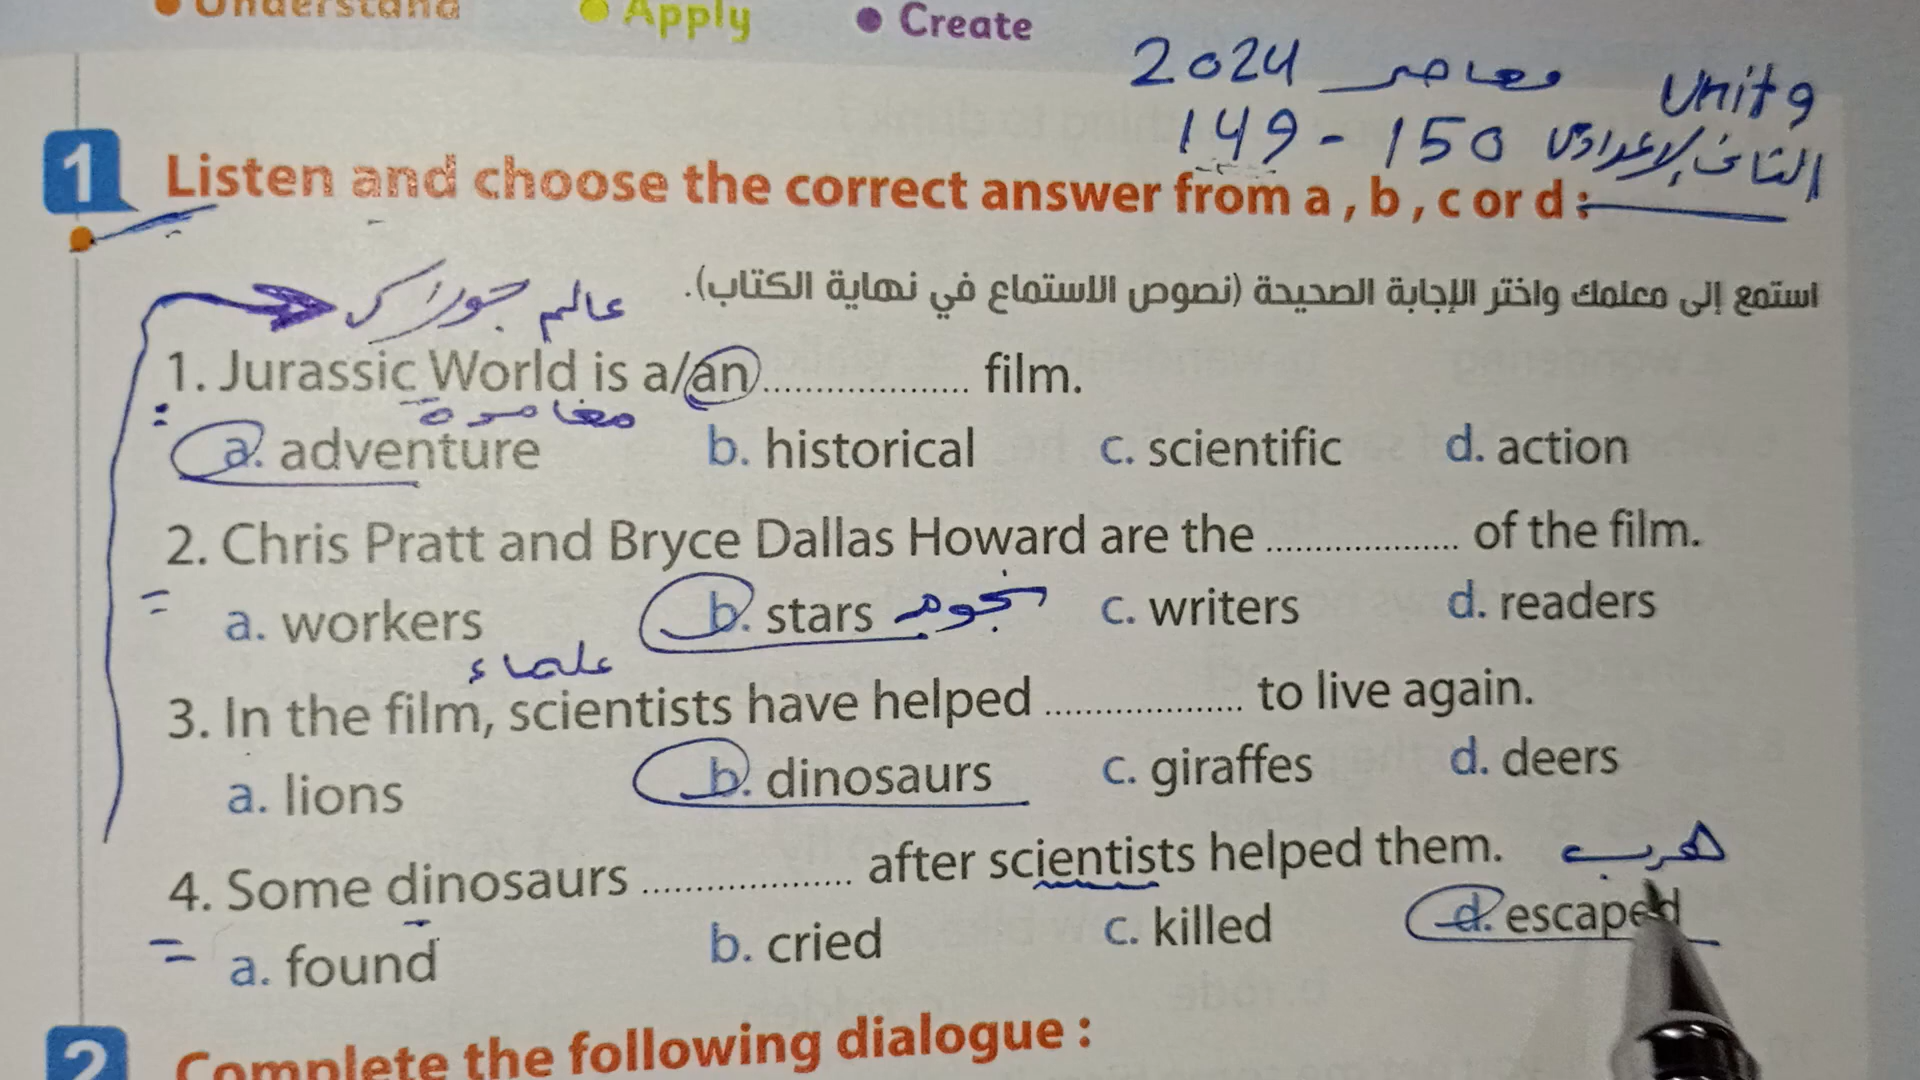 Understand Apply Create
2024 معاصر Unit 9
149 - 150 الثاني الإعدادي
1 Listen and choose the correct answer from a , b , c or d :
استمع إلى معلمك واختر الإجابة الصحيحة (نصوص الاستماع في نهاية الكتاب).
عالم جوراسك
1. Jurassic World is a/an .................... film.
مغامرة
a. adventure b. historical c. scientific d. action
2. Chris Pratt and Bryce Dallas Howard are the .................... of the film.
a. workers b. stars نجوم c. writers d. readers
علماء
3. In the film, scientists have helped .................... to live again.
a. lions b. dinosaurs c. giraffes d. deers
4. Some dinosaurs .................... after scientists helped them. هرب
a. found b. cried c. killed d. escaped
2 Complete the following dialogue :